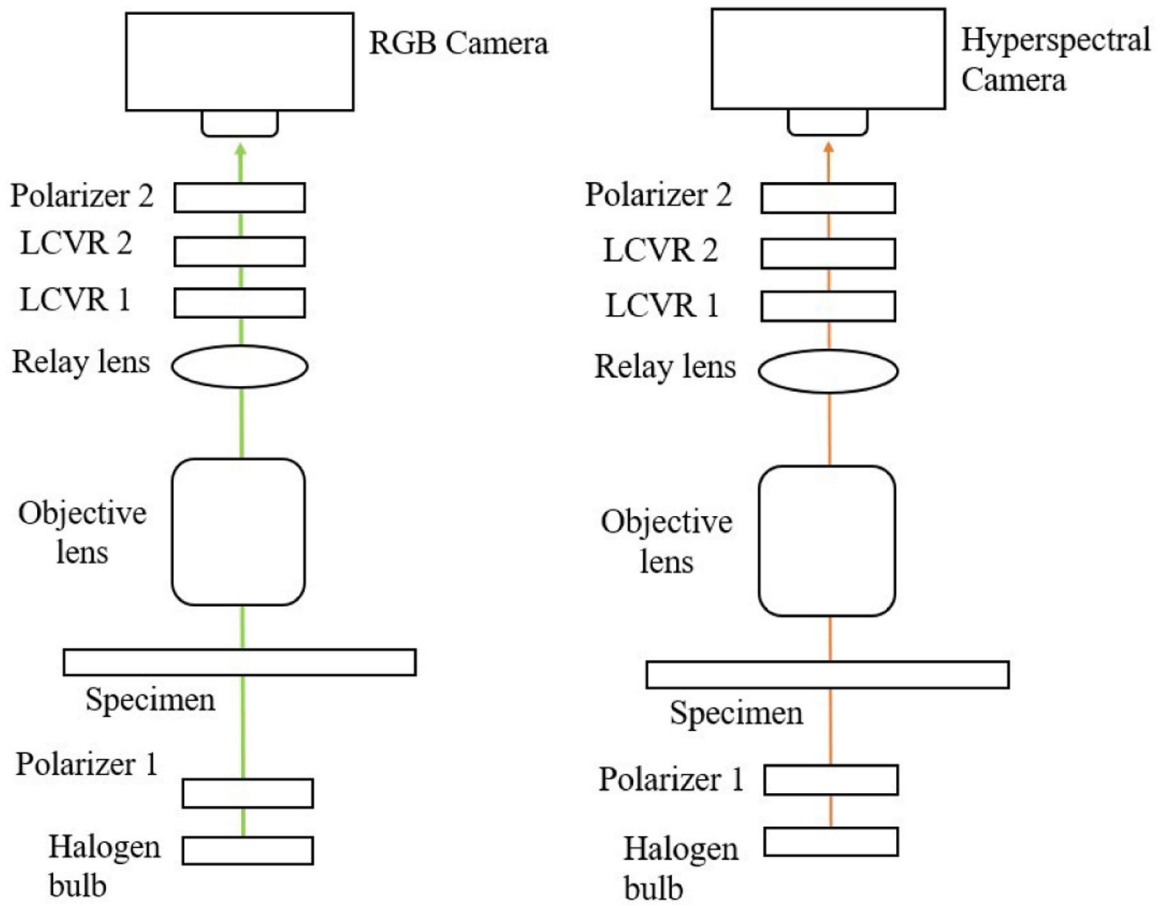 RGB Camera
Polarizer 2
LCVR 2
LCVR 1
Relay lens
Objective
lens
Specimen
Polarizer 1
Halogen
bulb
Hyperspectral
Camera
Polarizer 2
LCVR 2
LCVR 1
Relay lens
Objective
lens
Specimen
Polarizer 1
Halogen
bulb